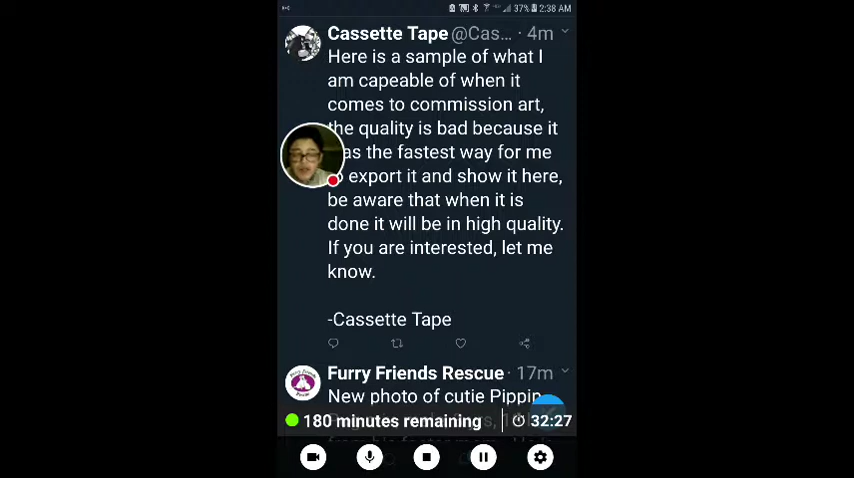 37% 2:38 AM
Cassette Tape @Cas... · 4m
Here is a sample of what I
am capeable of when it
comes to commission art,
the quality is bad because it
as the fastest way for me
export it and show it here,
be aware that when it is
done it will be in high quality.
If you are interested, let me
know.
-Cassette Tape
Furry Friends Rescue · 17m
New photo of cutie Pippin
180 minutes remaining 32:27